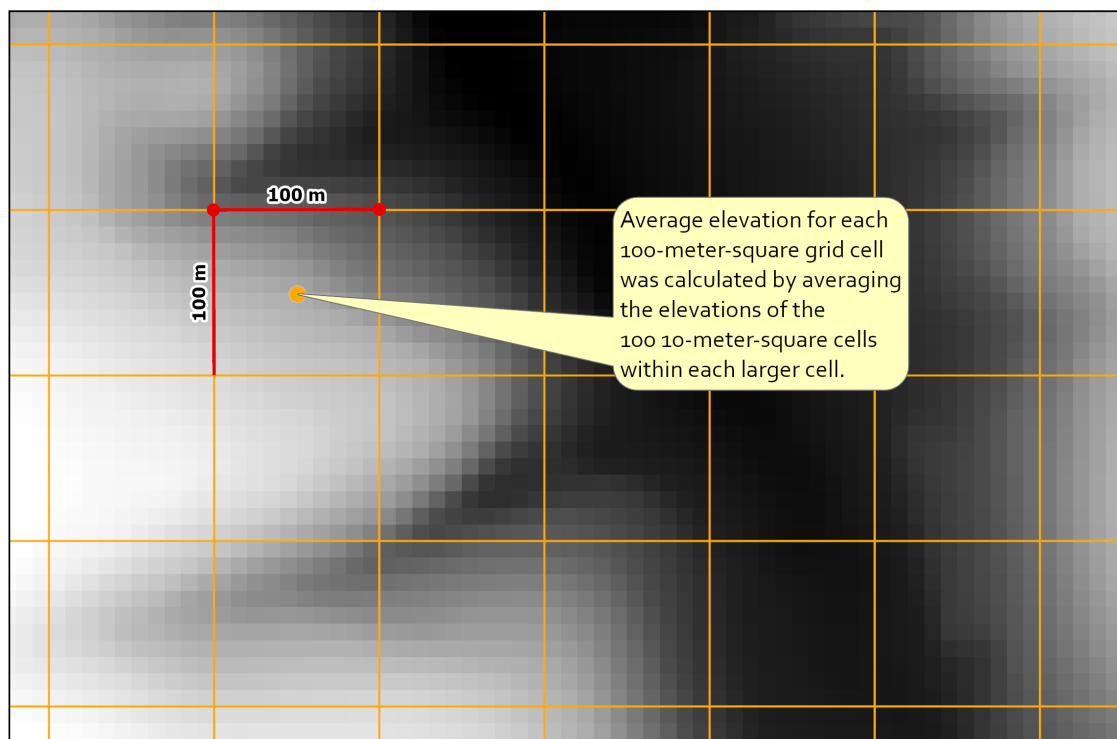 100 m
100 m
Average elevation for each
100-meter-square grid cell
was calculated by averaging
the elevations of the
100 10-meter-square cells
within each larger cell.